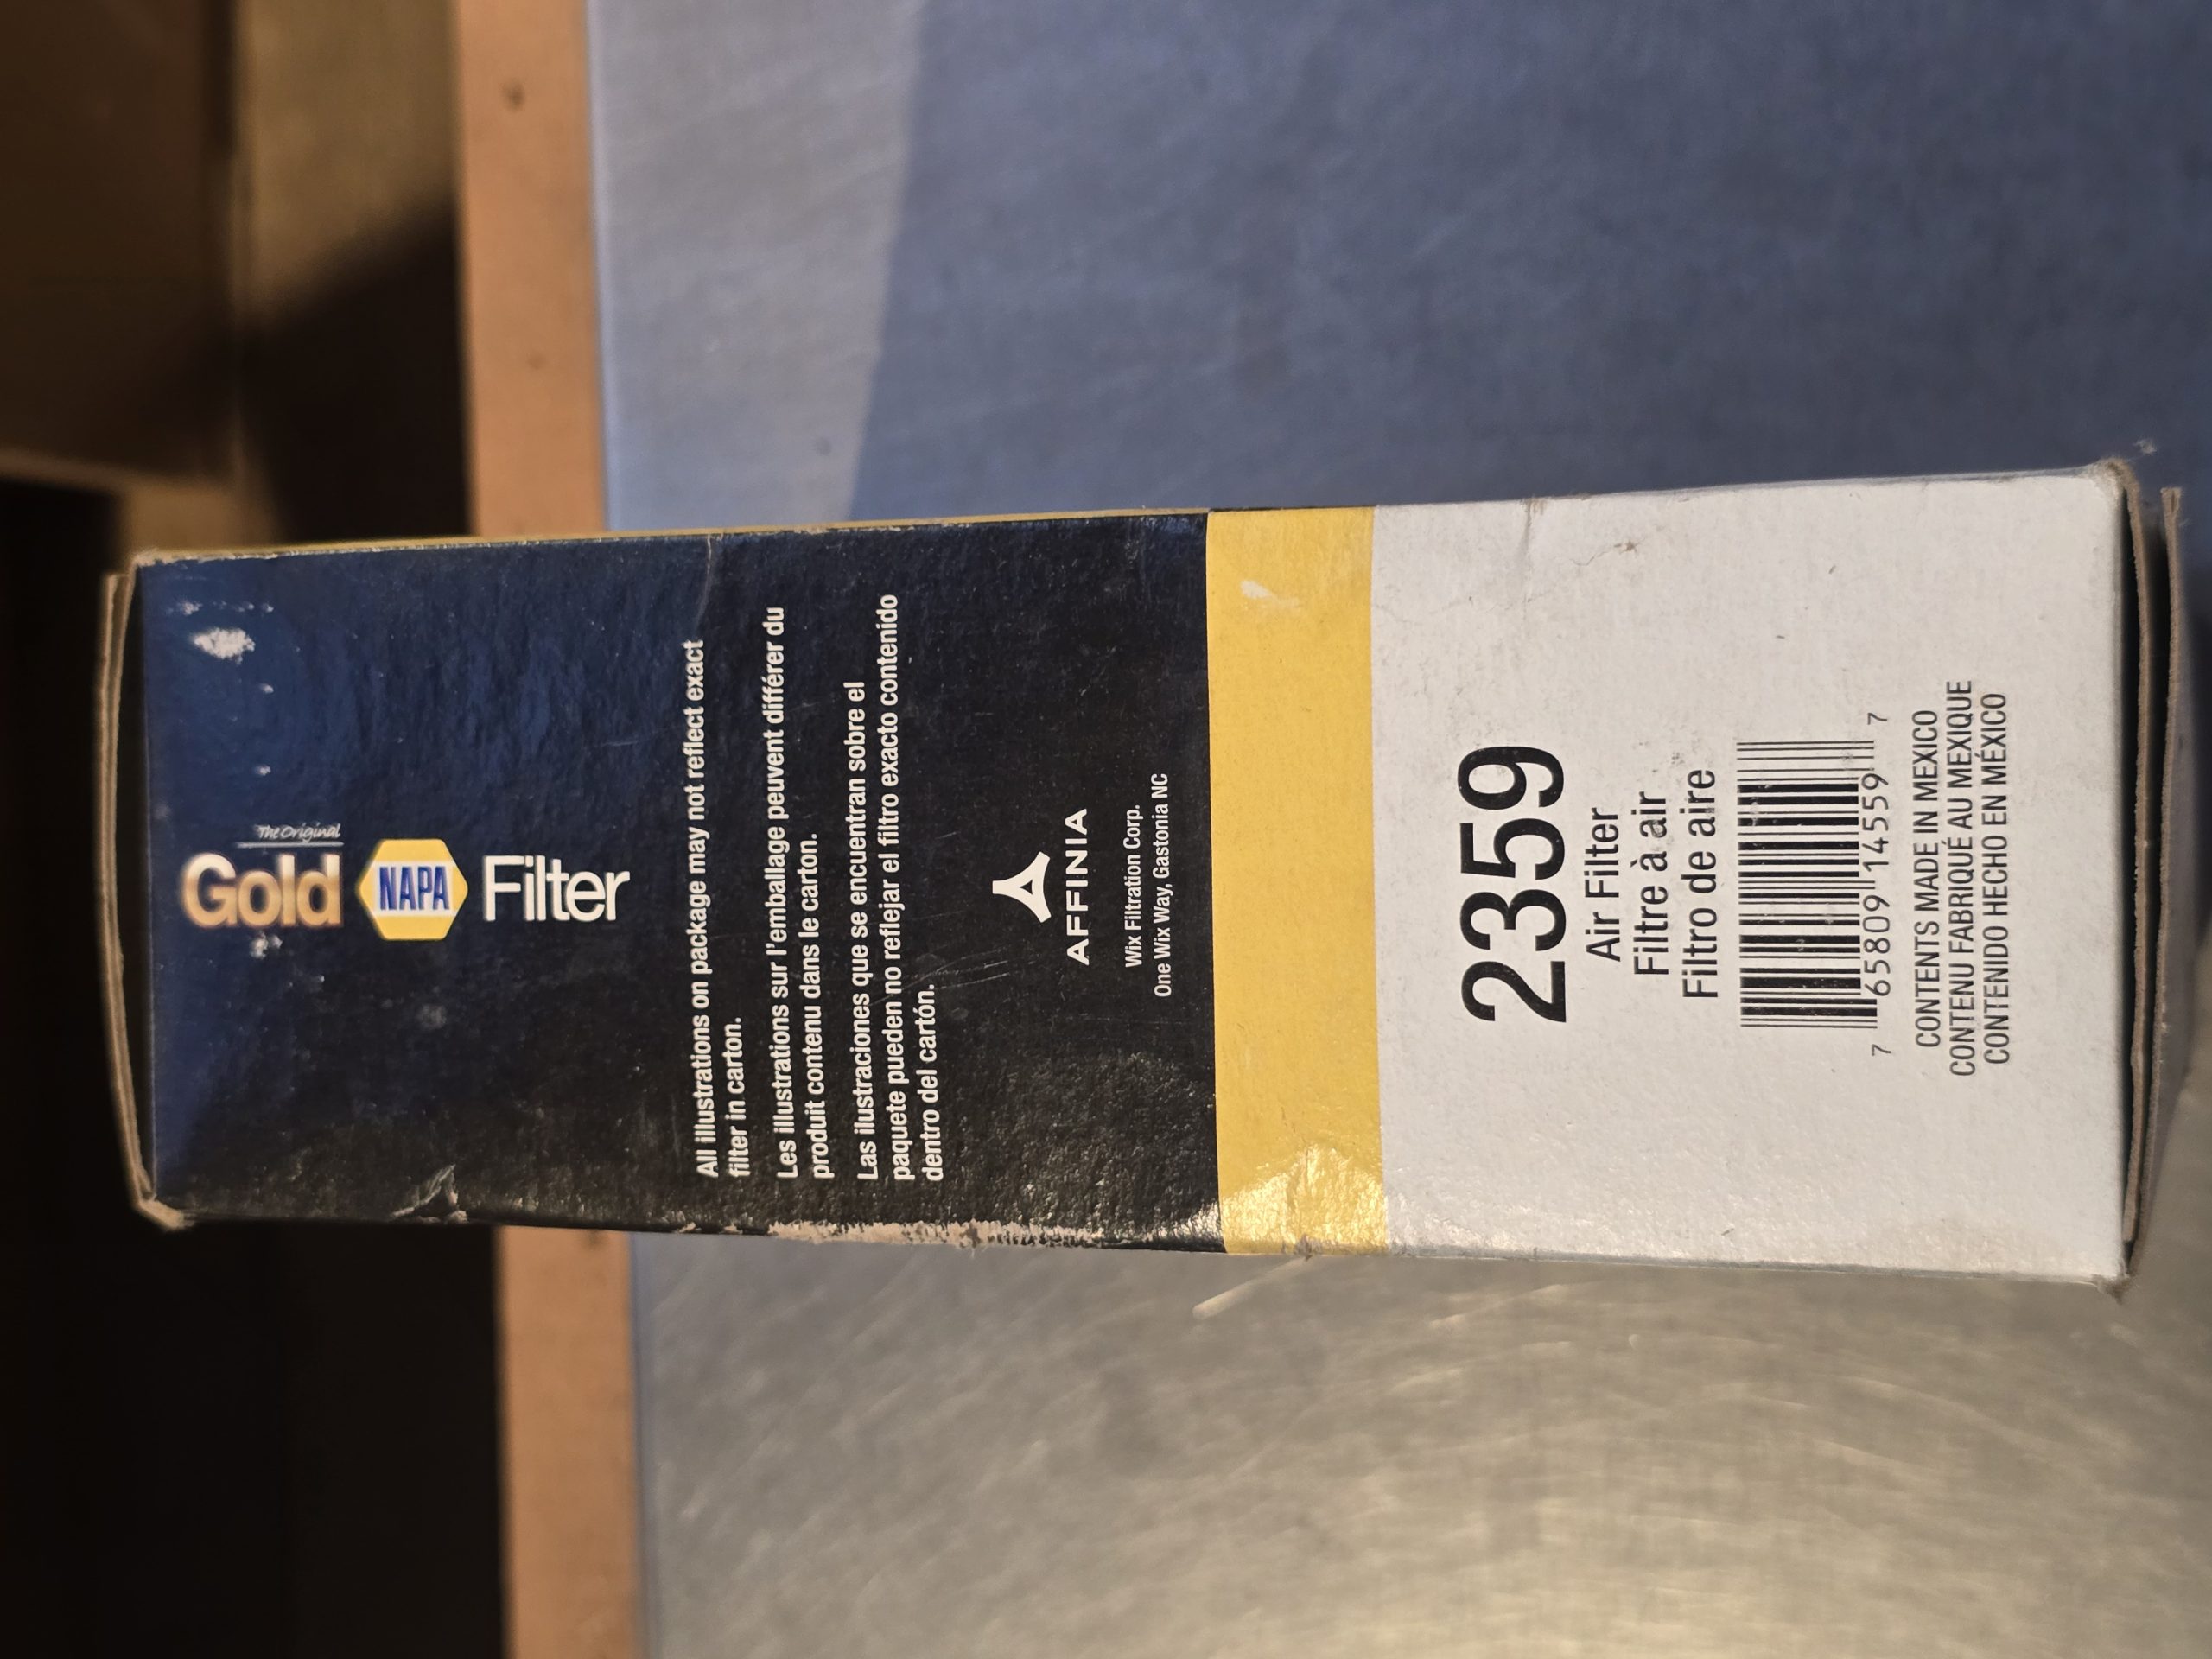 The Original
Gold NAPA Filter
All illustrations on package may not reflect exact
filter in carton.
Les illustrations sur l'emballage peuvent différer du
produit contenu dans le carton.
Las ilustraciones que se encuentran sobre el
paquete pueden no reflejar el filtro exacto contenido
dentro del cartón.
AFFINIA
Wix Filtration Corp.
One Wix Way, Gastonia NC
2359
Air Filter
Filtre à air
Filtro de aire
7 65809 14559 7
CONTENTS MADE IN MEXICO
CONTENU FABRIQUÉ AU MEXIQUE
CONTENIDO HECHO EN MÉXICO